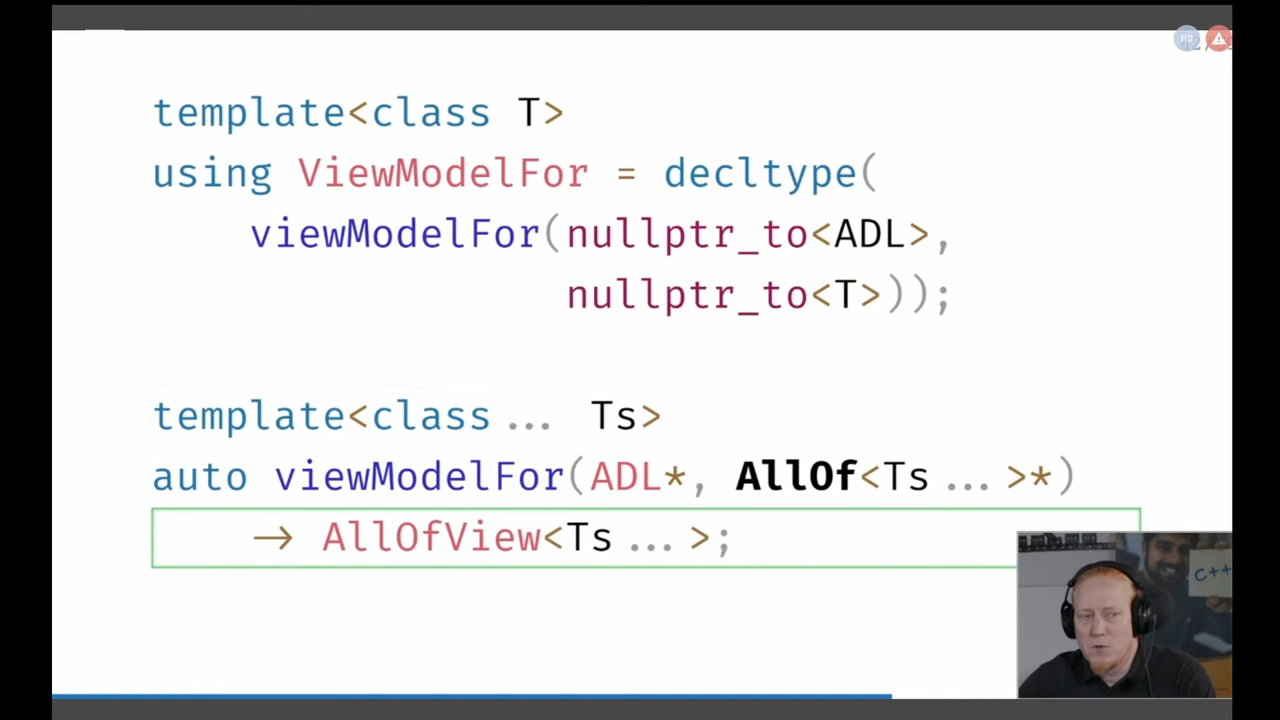 template<class T>
using ViewModelFor = decltype(
viewModelFor(nullptr_to<ADL>,
nullptr_to<T>));
template<class ... Ts>
auto viewModelFor(ADL*, AllOf<Ts ... >*)
→ AllOfView<Ts ... >;
C++